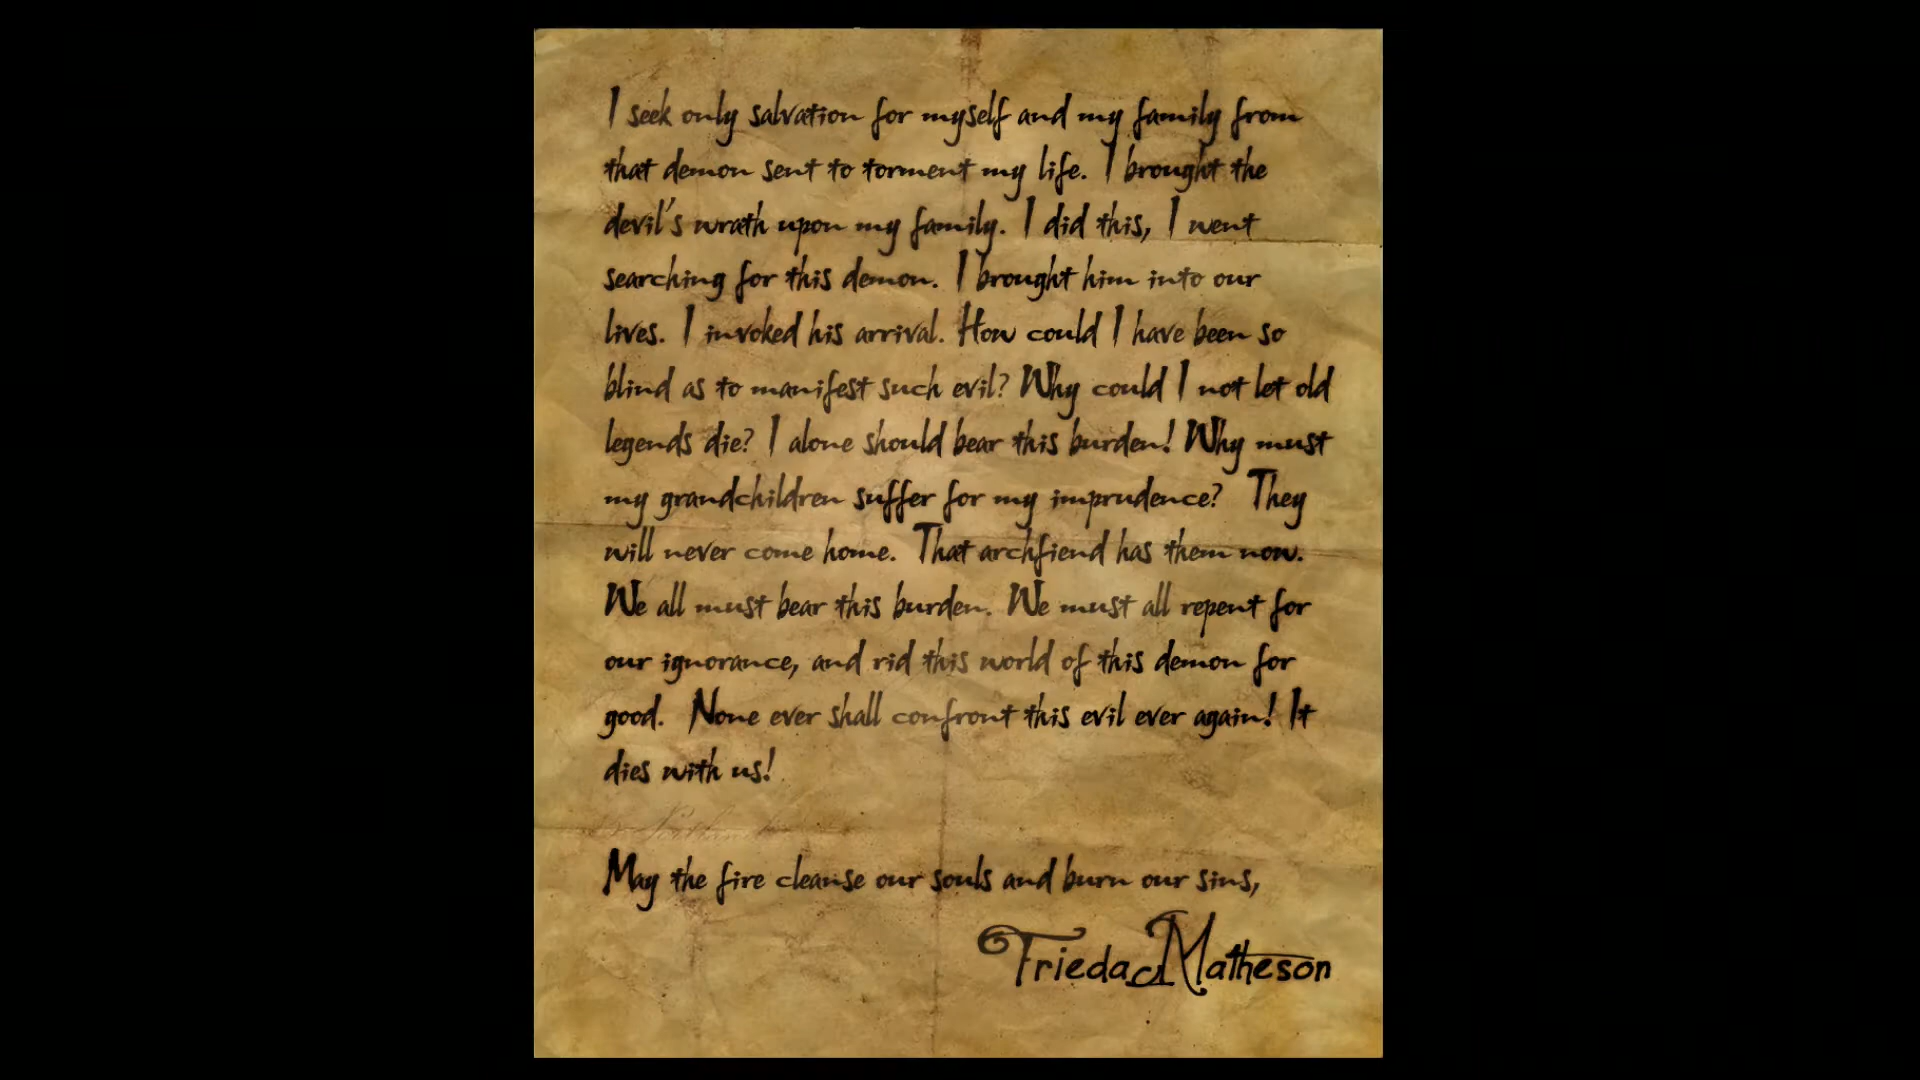 I seek only salvation for myself and my family from
that demon sent to torment my life. I brought the
devil's wrath upon my family. I did this, I went
searching for this demon. I brought him into our
lives. I invoked his arrival. How could I have been so
blind as to manifest such evil? Why could I not let old
legends die? I alone should bear this burden! Why must
my grandchildren suffer for my imprudence? They
will never come home. That archfiend has them now.
We all must bear this burden. We must all repent for
our ignorance, and rid this world of this demon for
good. None ever shall confront this evil ever again! It
dies with us!
May the fire cleanse our souls and burn our sins,
Frieda Matheson